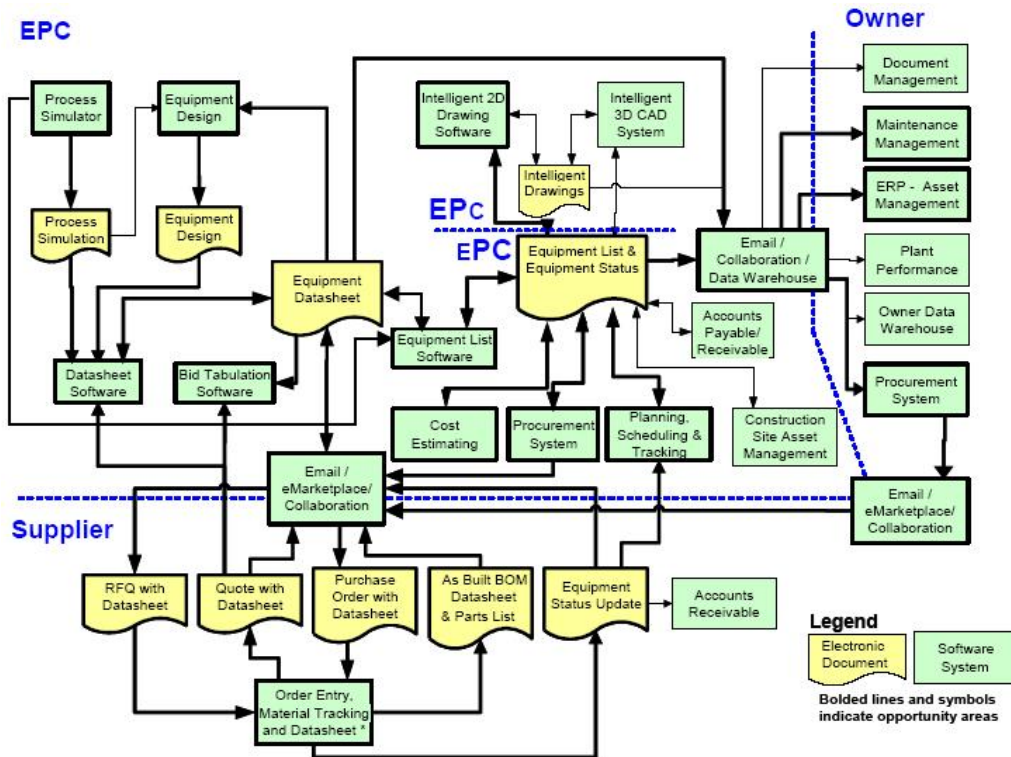 EPC
Owner
Process
Simulator
Equipment
Design
Intelligent 2D
Drawing
Software
Intelligent
3D CAD
System
Document
Management
Maintenance
Management
ERP - Asset
Management
Process
Simulation
Equipment
Design
Intelligent
Drawings
EPc
EPC
Equipment
Datasheet
Equipment List &
Equipment Status
Email /
Collaboration /
Data Warehouse
Plant
Performance
Owner Data
Warehouse
Accounts
Payable/
Receivable
Equipment List
Software
Datasheet
Software
Bid Tabulation
Software
Procurement
System
Cost
Estimating
Procurement
System
Planning,
Scheduling &
Tracking
Construction
Site Asset
Management
Email /
eMarketplace/
Collaboration
Email /
eMarketplace/
Collaboration
Supplier
RFQ with
Datasheet
Quote with
Datasheet
Purchase
Order with
Datasheet
As Built BOM
Datasheet
& Parts List
Equipment
Status Update
Accounts
Receivable
Order Entry,
Material Tracking
and Datasheet *
Legend
Electronic
Document
Software
System
Bolded lines and symbols
indicate opportunity areas